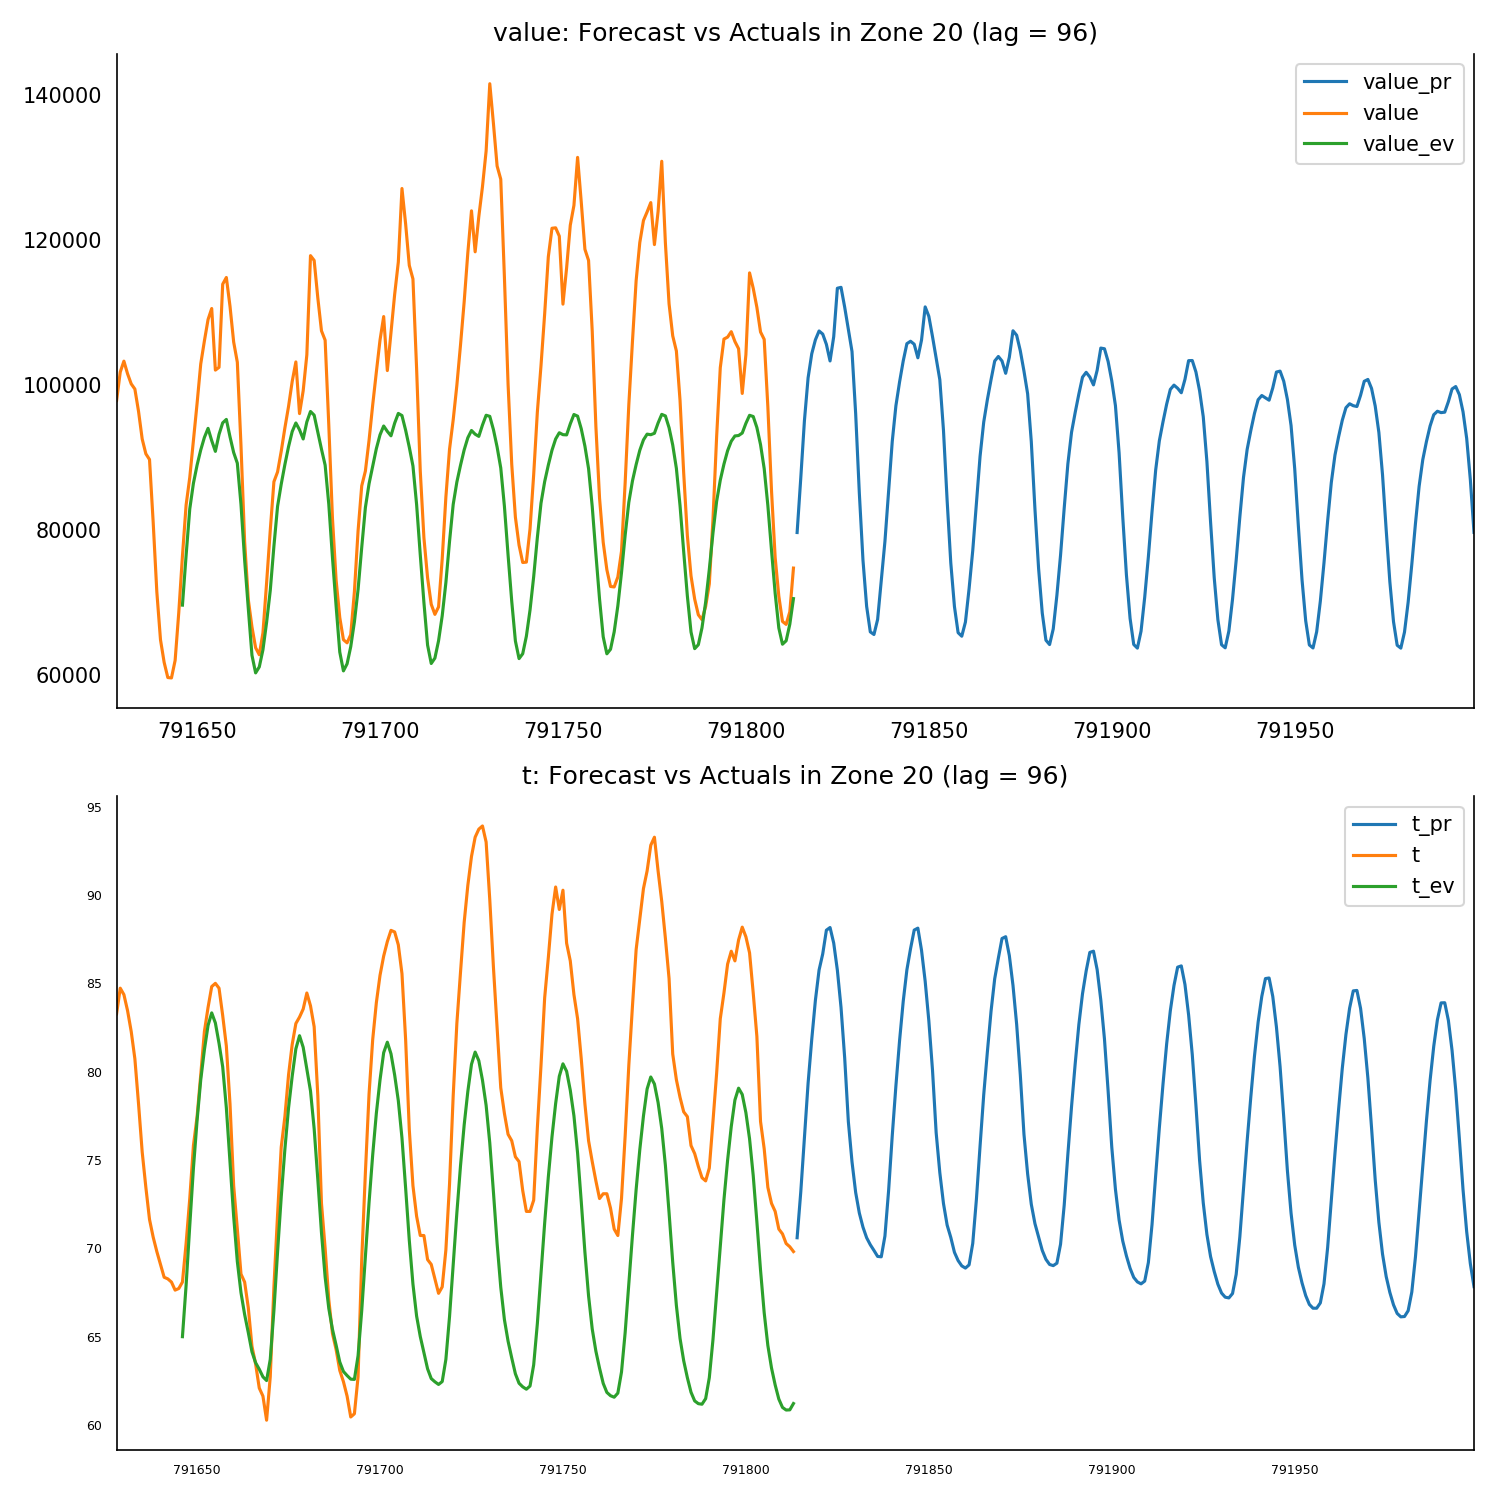 value: Forecast vs Actuals in Zone 20 (lag = 96)
value_pr
value
value_ev
140000
120000
100000
80000
60000
791650 791700 791750 791800 791850 791900 791950
t: Forecast vs Actuals in Zone 20 (lag = 96)
t_pr
t
t_ev
95
90
85
80
75
70
65
60
791650 791700 791750 791800 791850 791900 791950